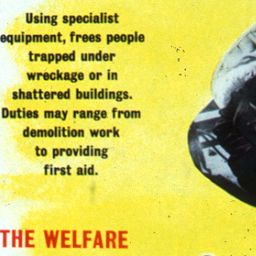 Using specialist
equipment, frees people
trapped under
wreckage or in
shattered buildings.
Duties may range from
demolition work
to providing
first aid.
THE WELFARE